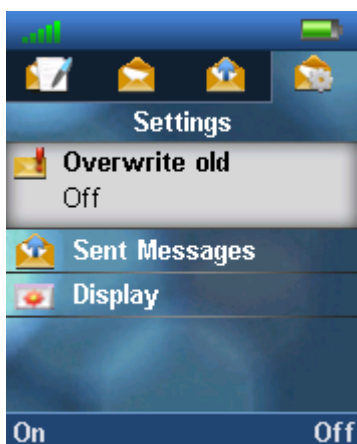 Settings
Overwrite old
Off
Sent Messages
Display
On Off